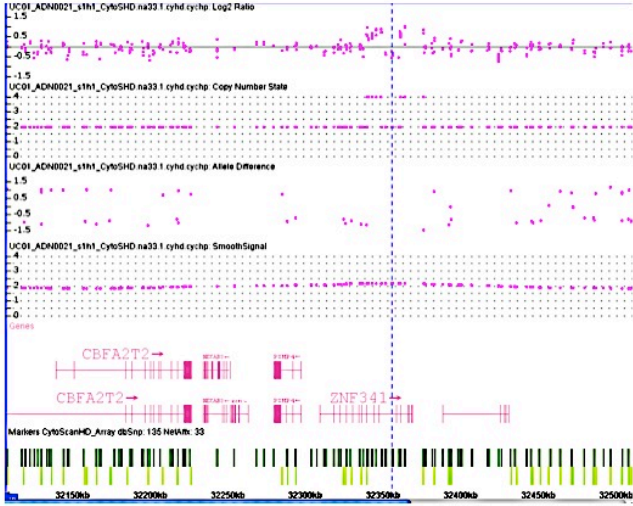 1.5
UC01_ADN0021_s1h1_CytoSHD.na33.1.cyhd.cychp: Log2 Ratio
0.5
-0.5
-1.5
UC01_ADN0021_s1h1_CytoSHD.na33.1.cyhd.cychp: Copy Number State
4
3
2
1
0
UC01_ADN0021_s1h1_CytoSHD.na33.1.cyhd.cychp: Allele Difference
1.5
0.5
-0.5
-1.5
UC01_ADN0021_s1h1_CytoSHD.na33.1.cyhd.cychp: SmoothSignal
4
3
2
1
0
Genes
CBFA2T2→
CBFA2T2→ ZNF341→
Markers CytoScanHD_Array dbSnp: 135 NetAffx: 33
32150kb 32200kb 32250kb 32300kb 32350kb 32400kb 32450kb 32500kb